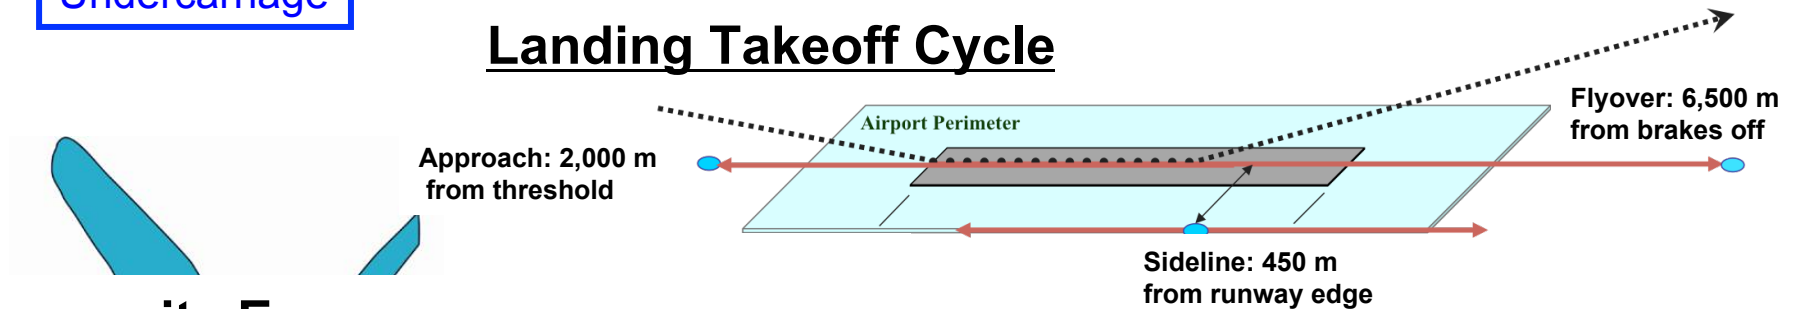 Undercarriage
Landing Takeoff Cycle
Flyover: 6,500 m
from brakes off
Airport Perimeter
Approach: 2,000 m
from threshold
Sideline: 450 m
from runway edge